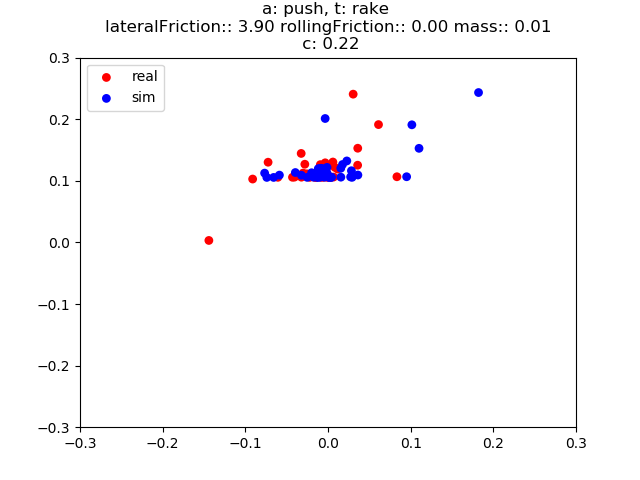 a: push, t: rake
lateralFriction:: 3.90 rollingFriction:: 0.00 mass:: 0.01
c: 0.22
real
sim
0.3
0.2
0.1
0.0
−0.1
−0.2
−0.3
−0.3
−0.2
−0.1
0.0
0.1
0.2
0.3